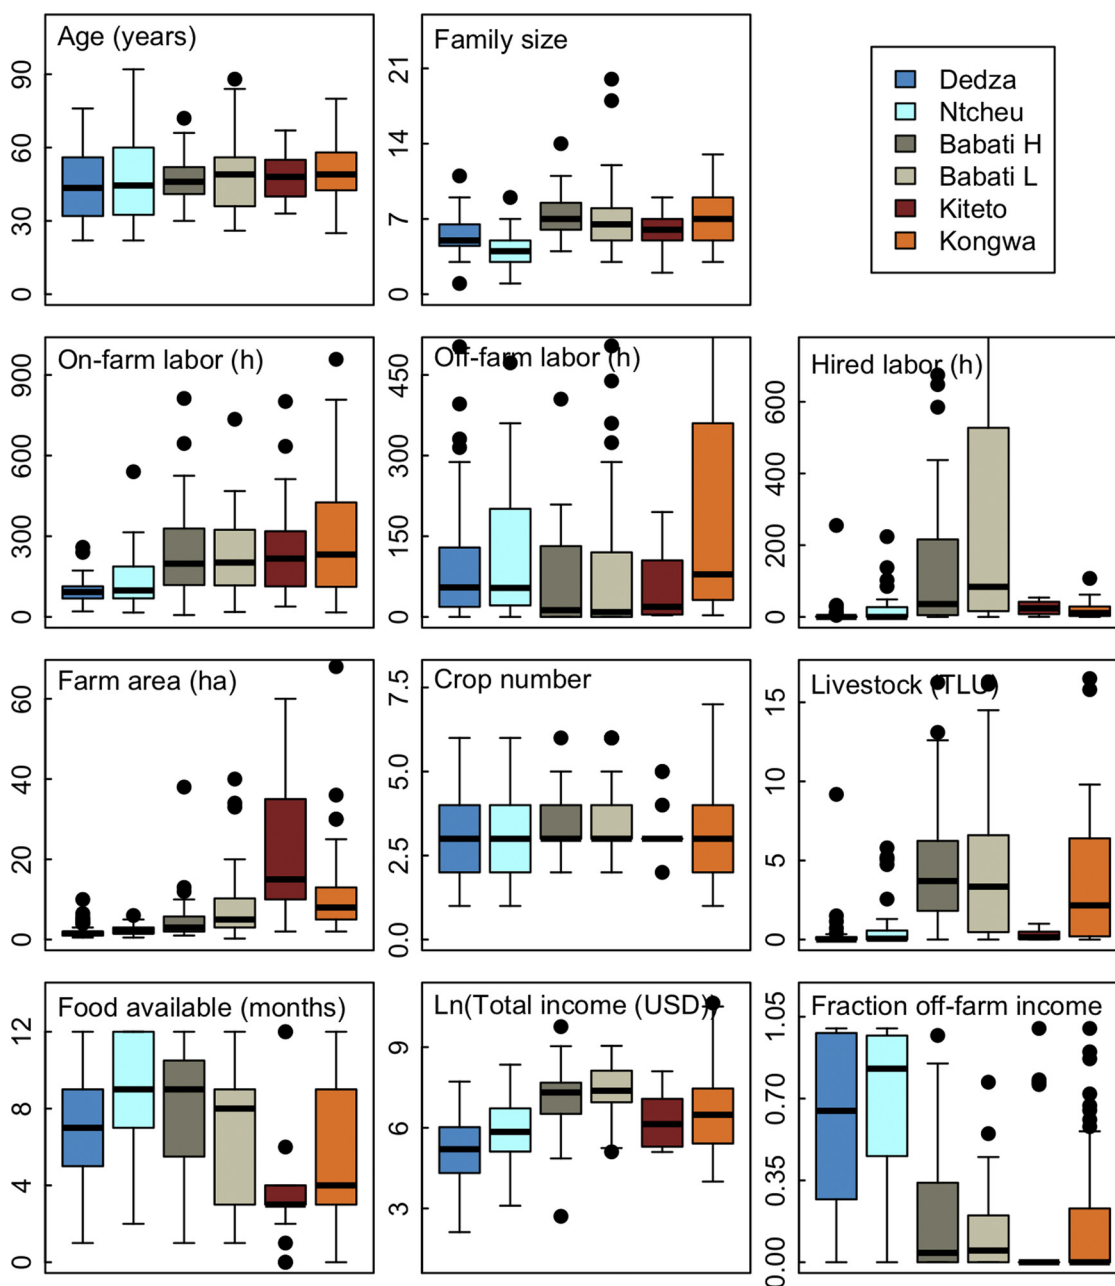 Age (years)
0 30 60 90
Family size
0 7 14 21
Dedza
Ntcheu
Babati H
Babati L
Kiteto
Kongwa
On-farm labor (h)
0 300 600 900
Off-farm labor (h)
0 150 300 450
Hired labor (h)
0 200 400 600
Farm area (ha)
0 20 40 60
Crop number
0.0 2.5 5.0 7.5
Livestock (TLU)
0 5 10 15
Food available (months)
0 4 8 12
Ln(Total income (USD))
3 6 9
Fraction off-farm income
0.00 0.35 0.70 1.05